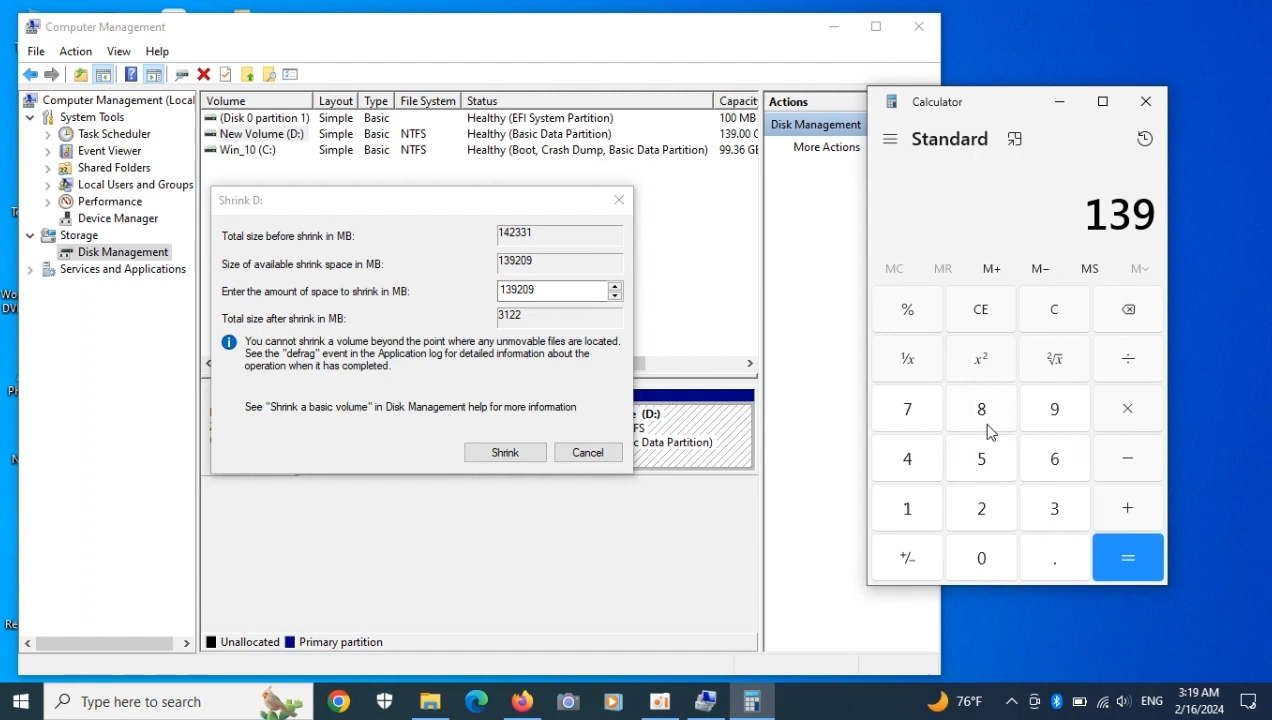 Computer Management
File Action View Help
Computer Management (Local
System Tools
Task Scheduler
Event Viewer
Shared Folders
Local Users and Groups
Performance
Device Manager
Storage
Disk Management
Services and Applications
Volume Layout Type File System Status Capacit
(Disk 0 partition 1) Simple Basic Healthy (EFI System Partition) 100 MB
New Volume (D:) Simple Basic NTFS Healthy (Basic Data Partition) 139.00 G
Win_10 (C:) Simple Basic NTFS Healthy (Boot, Crash Dump, Basic Data Partition) 99.36 GB
Actions
Disk Management
More Actions
Shrink D:
Total size before shrink in MB: 142331
Size of available shrink space in MB: 139209
Enter the amount of space to shrink in MB: 139209
Total size after shrink in MB: 3122
You cannot shrink a volume beyond the point where any unmovable files are located.
See the "defrag" event in the Application log for detailed information about the
operation when it has completed.
See "Shrink a basic volume" in Disk Management help for more information
Shrink Cancel
(D:)
FS
c Data Partition)
Unallocated Primary partition
Calculator
Standard
139
MC MR M+ M− MS M
% CE C
1/x x² ²√x ÷
7 8 9 ×
4 5 6 −
1 2 3 +
+/− 0 . =
Type here to search
76°F
ENG
3:19 AM
2/16/2024